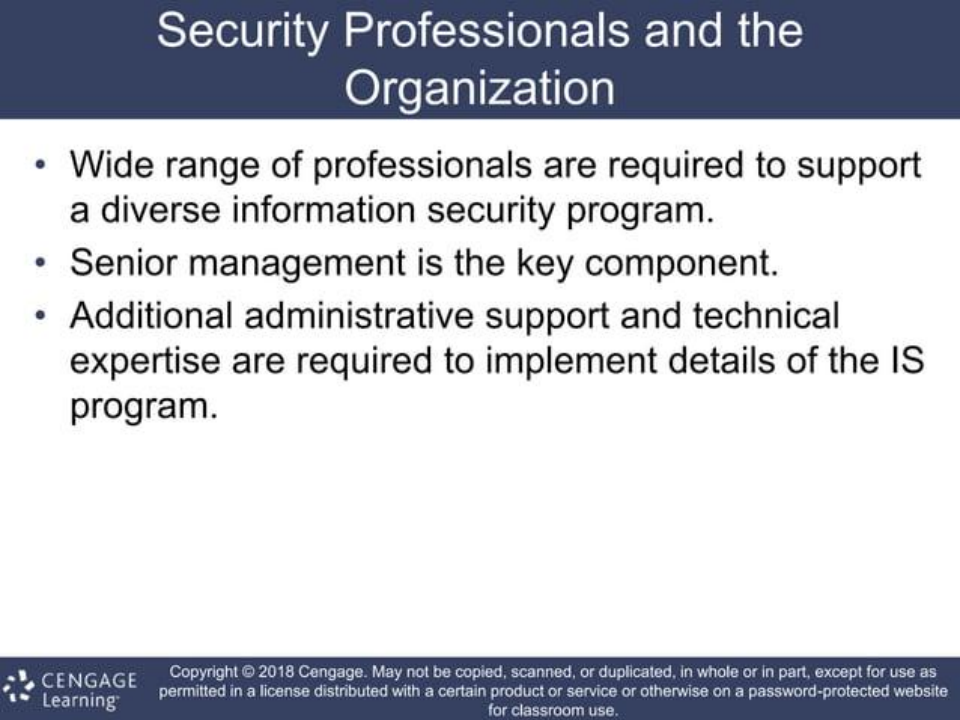 Security Professionals and the
Organization
• Wide range of professionals are required to support
a diverse information security program.
• Senior management is the key component.
• Additional administrative support and technical
expertise are required to implement details of the IS
program.
CENGAGE
Learning™
Copyright © 2018 Cengage. May not be copied, scanned, or duplicated, in whole or in part, except for use as
permitted in a license distributed with a certain product or service or otherwise on a password-protected website
for classroom use.